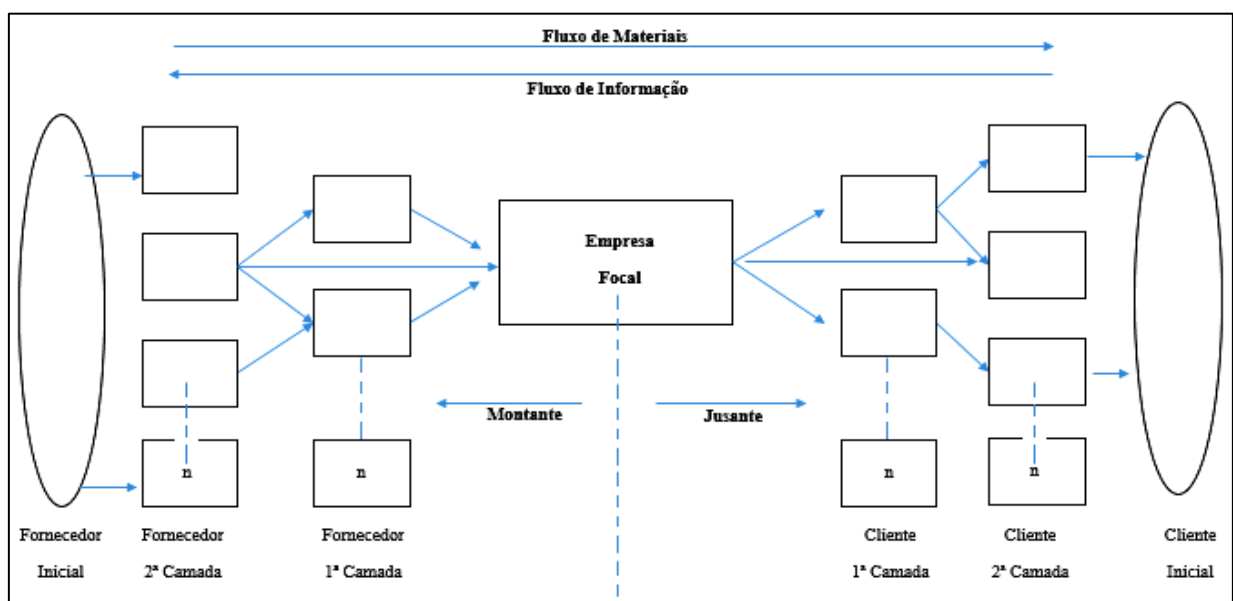 Fluxo de Materiais
Fluxo de Informação
Empresa
Focal
Montante
Jusante
n
n
n
n
Fornecedor
Inicial
Fornecedor
2ª Camada
Fornecedor
1ª Camada
Cliente
1ª Camada
Cliente
2ª Camada
Cliente
Inicial